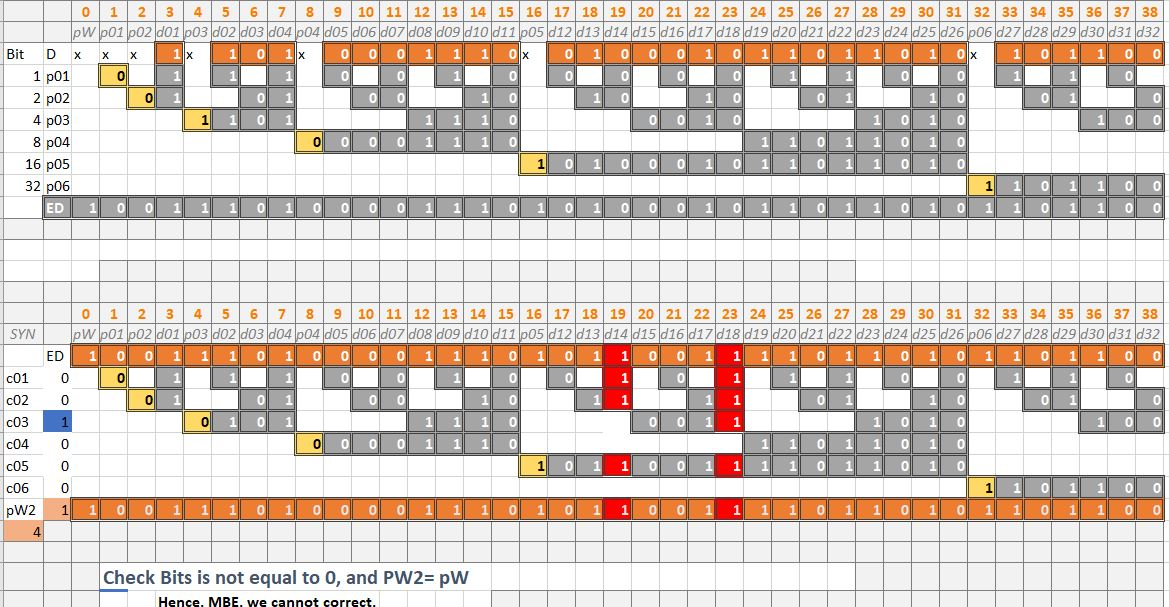 0 1 2 3 4 5 6 7 8 9 10 11 12 13 14 15 16 17 18 19 20 21 22 23 24 25 26 27 28 29 30 31 32 33 34 35 36 37 38
pW p01 p02 d01 p03 d02 d03 d04 p04 d05 d06 d07 d08 d09 d10 d11 p05 d12 d13 d14 d15 d16 d17 d18 d19 d20 d21 d22 d23 d24 d25 d26 p06 d27 d28 d29 d30 d31 d32
Bit D x x x 1 x 1 0 1 x 0 0 0 1 1 1 0 x 0 1 0 0 0 1 0 1 1 0 1 0 0 1 0 x 1 0 1 1 0 0
1 p01 0 1 1 1 0 0 1 0 0 0 0 0 1 1 0 0 1 1 0
2 p02 0 1 0 1 0 0 1 0 1 0 1 0 0 1 1 0 0 1 0
4 p03 1 1 0 1 1 1 1 0 0 0 1 0 0 0 1 0 1 0 0
8 p04 0 0 0 0 1 1 1 0 1 1 0 1 0 0 1 0
16 p05 1 0 1 0 0 0 1 0 1 1 0 1 0 0 1 0
32 p06 1 1 0 1 1 0 0
ED 1 0 0 1 1 1 0 1 0 0 0 0 1 1 1 0 1 0 1 0 0 0 1 0 1 1 0 1 0 0 1 0 1 1 0 1 1 0 0
0 1 2 3 4 5 6 7 8 9 10 11 12 13 14 15 16 17 18 19 20 21 22 23 24 25 26 27 28 29 30 31 32 33 34 35 36 37 38
SYN pW p01 p02 d01 p03 d02 d03 d04 p04 d05 d06 d07 d08 d09 d10 d11 p05 d12 d13 d14 d15 d16 d17 d18 d19 d20 d21 d22 d23 d24 d25 d26 p06 d27 d28 d29 d30 d31 d32
ED 1 0 0 1 1 1 0 1 0 0 0 0 1 1 1 0 1 0 1 1 0 0 1 1 1 1 0 1 0 0 1 0 1 1 0 1 1 0 0
c01 0 0 1 1 1 0 0 1 0 0 1 0 1 1 1 0 0 1 1 0
c02 0 0 1 0 1 0 0 1 0 1 1 1 1 0 1 1 0 0 1 0
c03 1 0 1 0 1 1 1 1 0 0 0 1 1 0 0 1 0 1 0 0
c04 0 0 0 0 0 1 1 1 0 1 1 0 1 0 0 1 0
c05 0 1 0 1 1 0 0 1 1 1 1 0 1 0 0 1 0
c06 0 1 1 0 1 1 0 0
pW2 1 1 0 0 1 1 1 0 1 0 0 0 0 1 1 1 0 1 0 1 1 0 0 1 1 1 1 0 1 0 0 1 0 1 1 0 1 1 0 0
4
Check Bits is not equal to 0, and PW2= pW
Hence, MBE, we cannot correct.